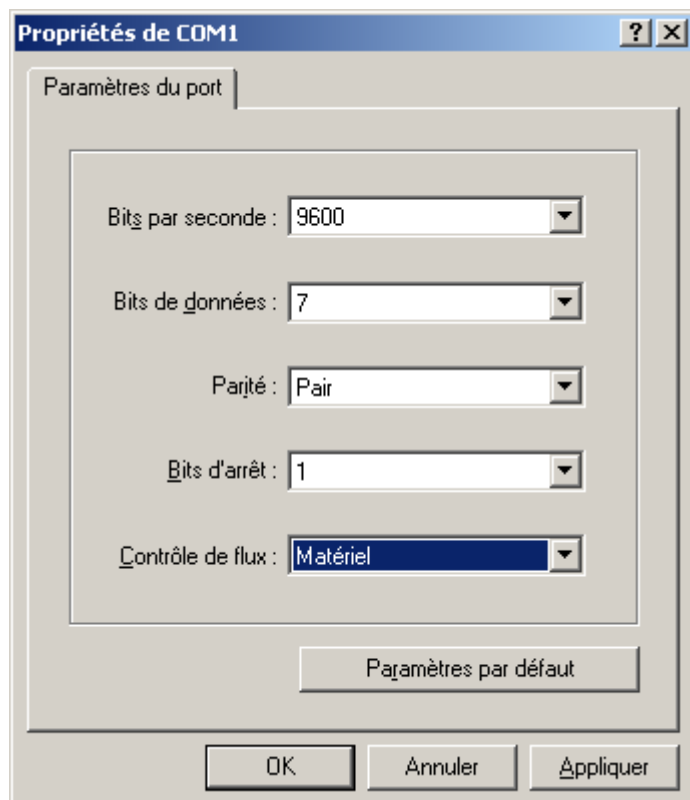 Propriétés de COM1
Paramètres du port
Bits par seconde : 9600
Bits de données : 7
Parité : Pair
Bits d'arrêt : 1
Contrôle de flux : Matériel
Paramètres par défaut
OK Annuler Appliquer